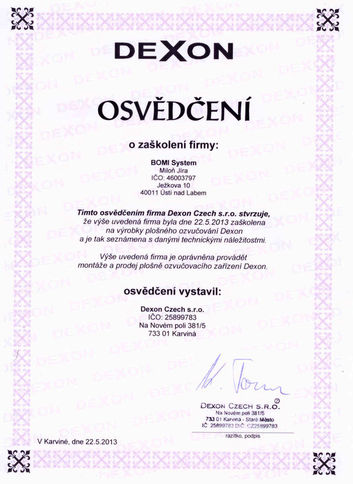 DEXON
OSVĚDČENÍ
o zaškolení firmy:
BOMI System
Miloň Jíra
IČO: 46003797
Ježkova 10
40011 Ústí nad Labem
Tímto osvědčením firma Dexon Czech s.r.o. stvrzuje,
že výše uvedená firma byla dne 22.5.2013 zaškolena
na výrobky plošného ozvučování Dexon
a je tak seznámena s danými technickými náležitostmi.
Výše uvedená firma je oprávněna provádět
montáže a prodej plošně ozvučovacího zařízení Dexon.
osvědčení vystavil:
Dexon Czech s.r.o.
IČO: 25899783
Na Novém poli 381/5
733 01 Karviná
DEXON CZECH S.R.O.
Na Novém poli 381/5
733 01 Karviná - Staré Město
IČ: 25899783 DIČ: CZ25899783
razítko, podpis
V Karviné, dne 22.5.2013